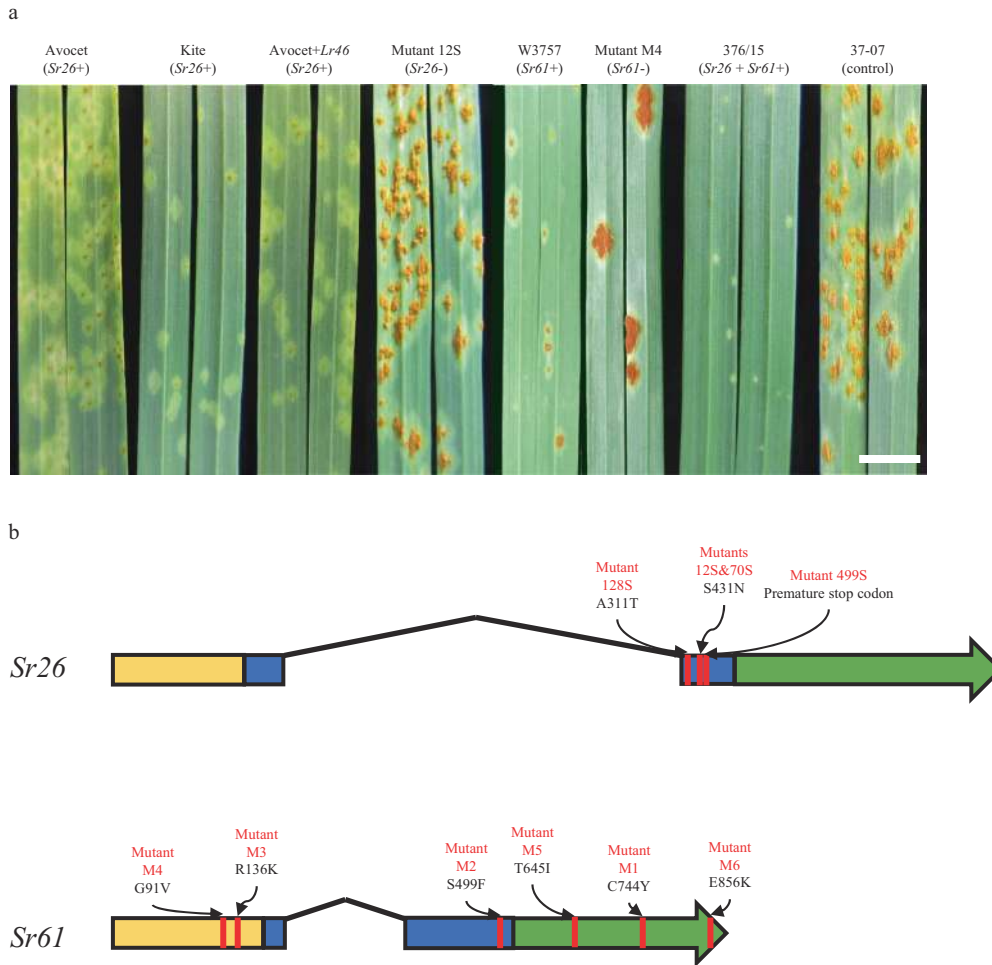 a
Avocet Kite Avocet+Lr46 Mutant 12S W3757 Mutant M4 376/15 37-07
(Sr26+) (Sr26+) (Sr26+) (Sr26-) (Sr61+) (Sr61-) (Sr26 + Sr61+) (control)
b
Mutant
128S
A311T
Mutants
12S&70S
S431N
Mutant 499S
Premature stop codon
Sr26
Mutant
M4
G91V
Mutant
M3
R136K
Mutant
M2
S499F
Mutant
M5
T645I
Mutant
M1
C744Y
Mutant
M6
E856K
Sr61